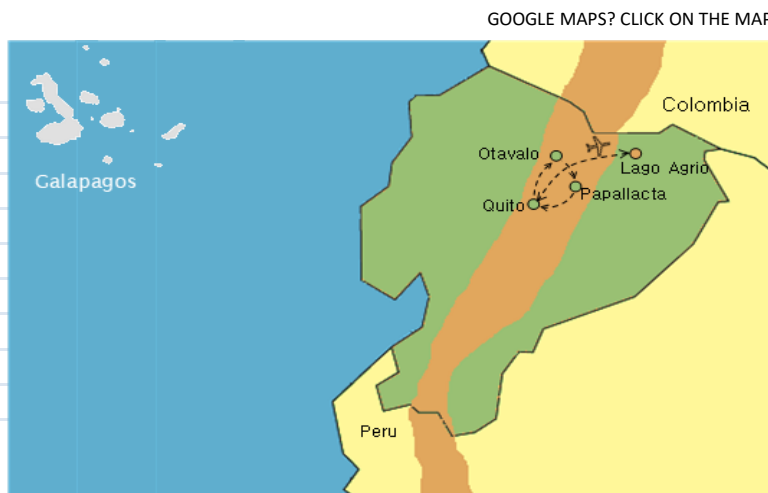 GOOGLE MAPS? CLICK ON THE MAP
Colombia
Otavalo
Lago Agrio
Galapagos
Papallacta
Quito
Peru